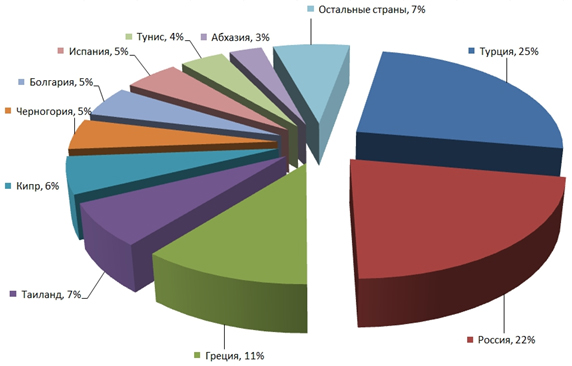 Остальные страны, 7%
Турция, 25%
Россия, 22%
Греция, 11%
Таиланд, 7%
Кипр, 6%
Черногория, 5%
Болгария, 5%
Испания, 5%
Тунис, 4%
Абхазия, 3%